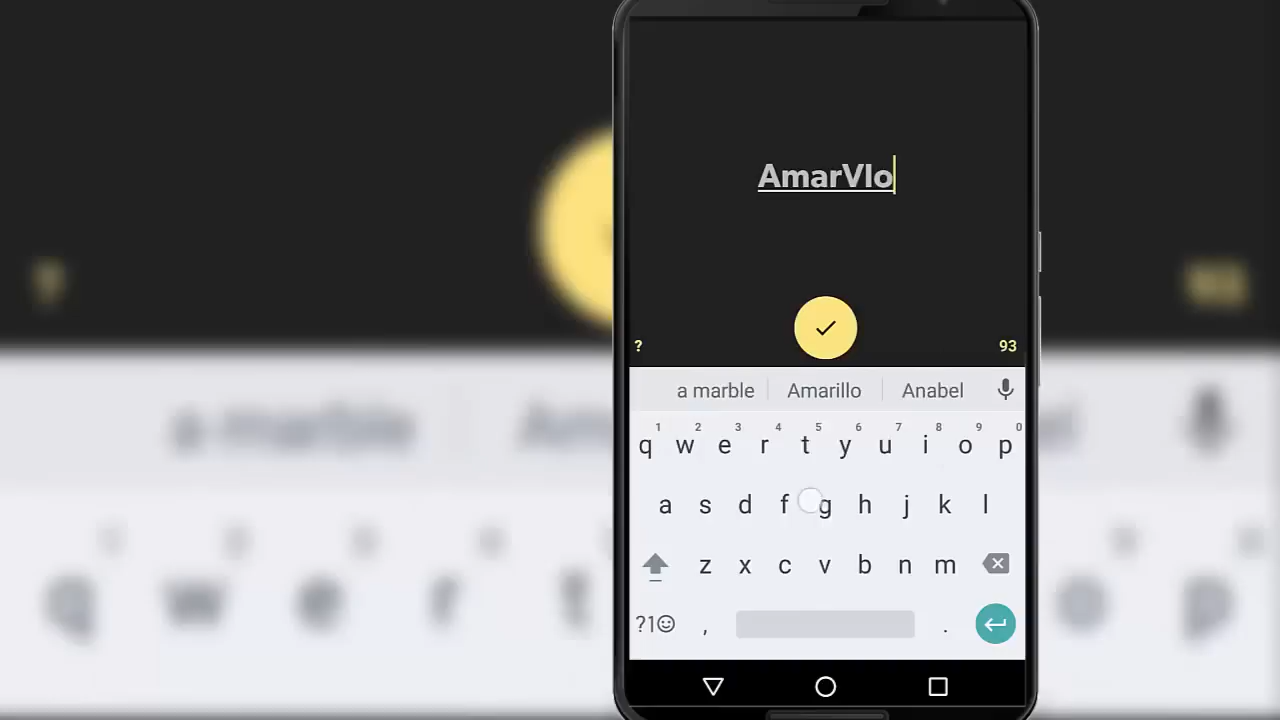 AmarVlo
? 93
a marble Amarillo Anabel
1 2 3 4 5 6 7 8 9 0
q w e r t y u i o p
a s d f g h j k l
z x c v b n m
?1☺ , .